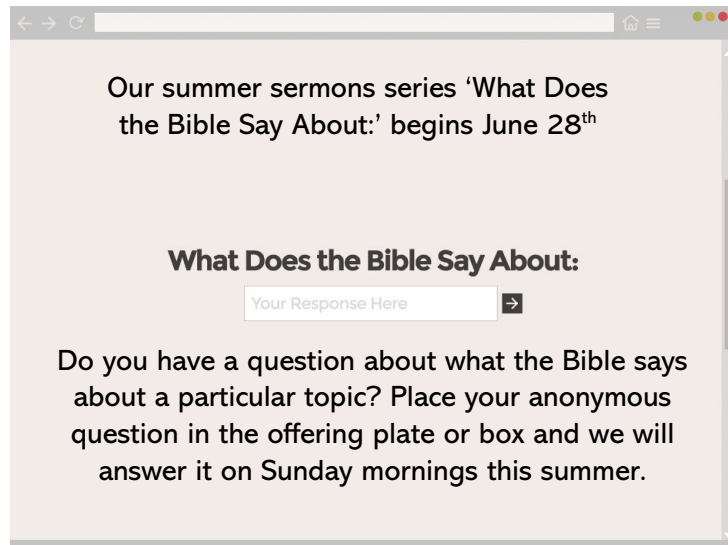 Our summer sermons series ‘What Does
the Bible Say About:’ begins June 28th
What Does the Bible Say About:
Your Response Here
Do you have a question about what the Bible says
about a particular topic? Place your anonymous
question in the offering plate or box and we will
answer it on Sunday mornings this summer.